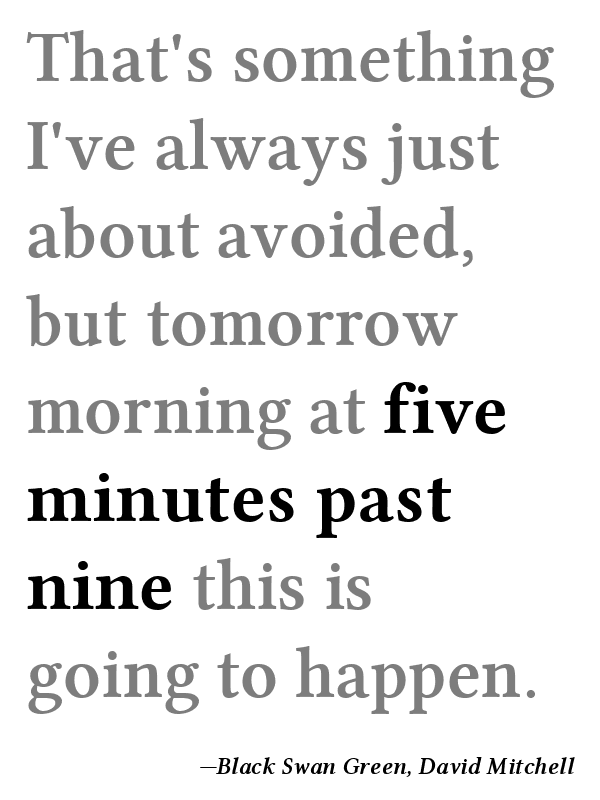 That's something
I've always just
about avoided,
but tomorrow
morning at five
minutes past
nine this is
going to happen.
—Black Swan Green, David Mitchell